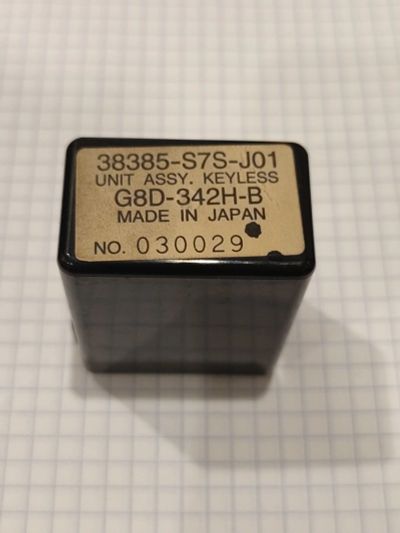 38385-S7S-J01
UNIT ASSY. KEYLESS
G8D-342H-B
MADE IN JAPAN
NO. 030029